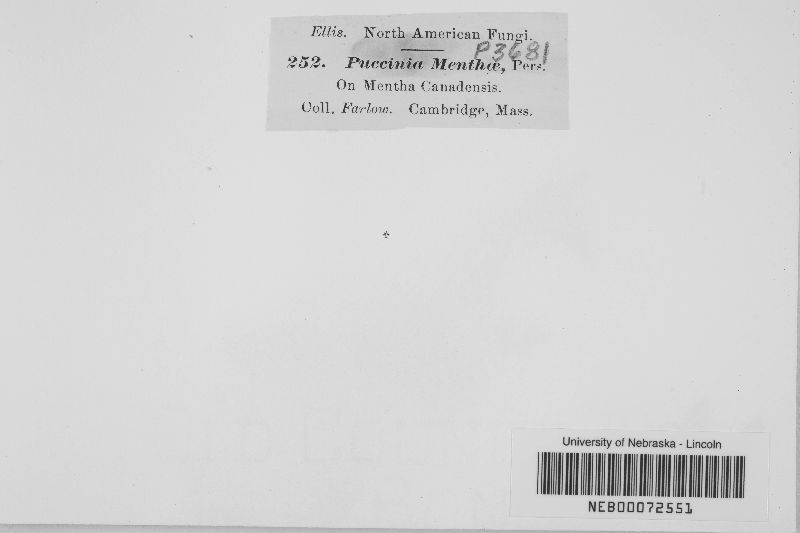 Ellis. North American Fungi.
P3681
252. Puccinia Menthæ, Pers.
On Mentha Canadensis.
Coll. Farlow. Cambridge, Mass.
University of Nebraska - Lincoln
NEB00072551